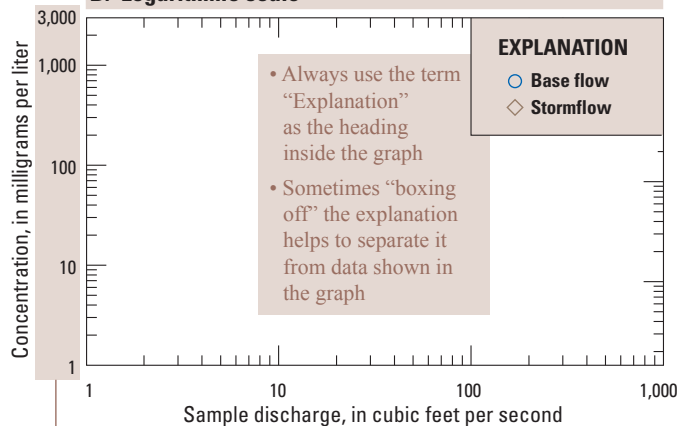 B. Logarithmic scale
3,000
1,000
100
10
1
Concentration, in milligrams per liter
EXPLANATION
Base flow
Stormflow
• Always use the term
“Explanation”
as the heading
inside the graph
• Sometimes “boxing
off” the explanation
helps to separate it
from data shown in
the graph
1
10
100
1,000
Sample discharge, in cubic feet per second